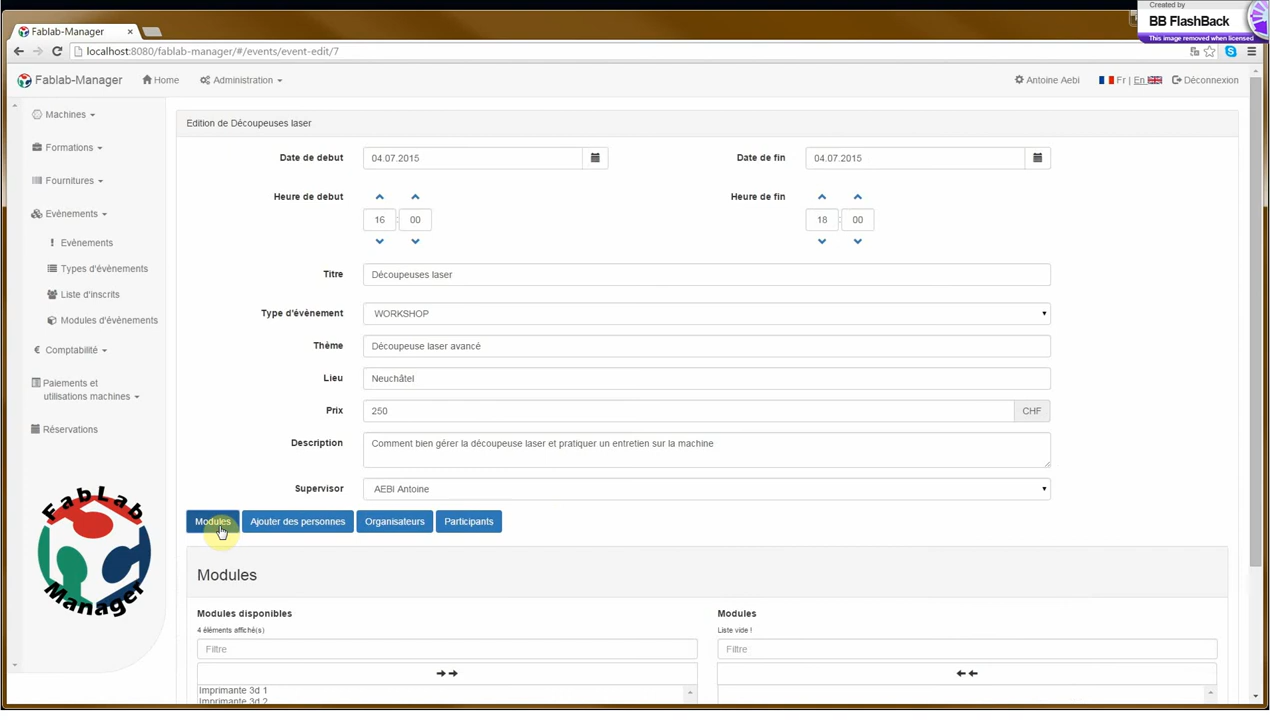 Created by
BB FlashBack
This image removed when licensed
Fablab-Manager
localhost:8080/fablab-manager/#/events/event-edit/7
Fablab-Manager
Home
Administration
Antoine Aebi
Fr | En
Déconnexion
Machines
Formations
Fournitures
Evènements
Evènements
Types d'évènements
Liste d'inscrits
Modules d'évènements
€ Comptabilité
Paiements et
utilisations machines
Réservations
FabLab
Manager
Edition de Découpeuses laser
Date de debut
04.07.2015
Date de fin
04.07.2015
Heure de debut
16 : 00
Heure de fin
18 : 00
Titre
Découpeuses laser
Type d'évènement
WORKSHOP
Thème
Découpeuse laser avancé
Lieu
Neuchâtel
Prix
250
CHF
Description
Comment bien gérer la découpeuse laser et pratiquer un entretien sur la machine
Supervisor
AEBI Antoine
Modules
Ajouter des personnes
Organisateurs
Participants
Modules
Modules disponibles
4 éléments affiché(s)
Filtre
Imprimante 3d 1
Imprimante 3d 2
Modules
Liste vide !
Filtre